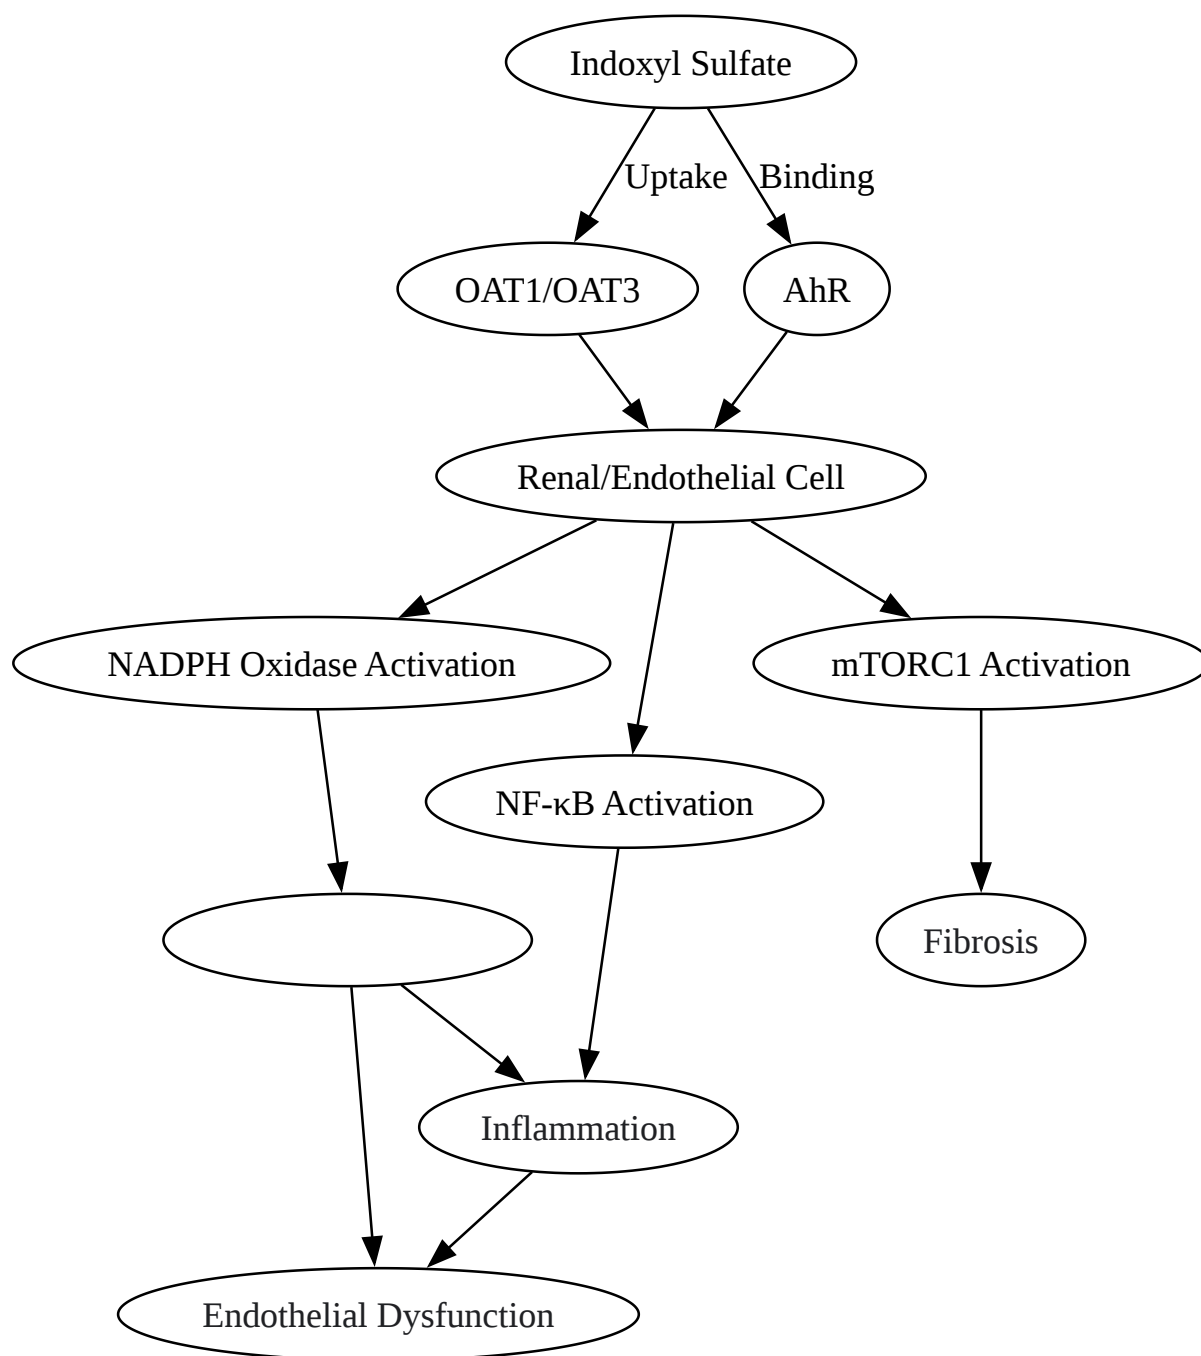 Indoxyl Sulfate
Uptake
Binding
OAT1/OAT3
AhR
Renal/Endothelial Cell
NADPH Oxidase Activation
mTORC1 Activation
NF-κB Activation
Fibrosis
Inflammation
Endothelial Dysfunction